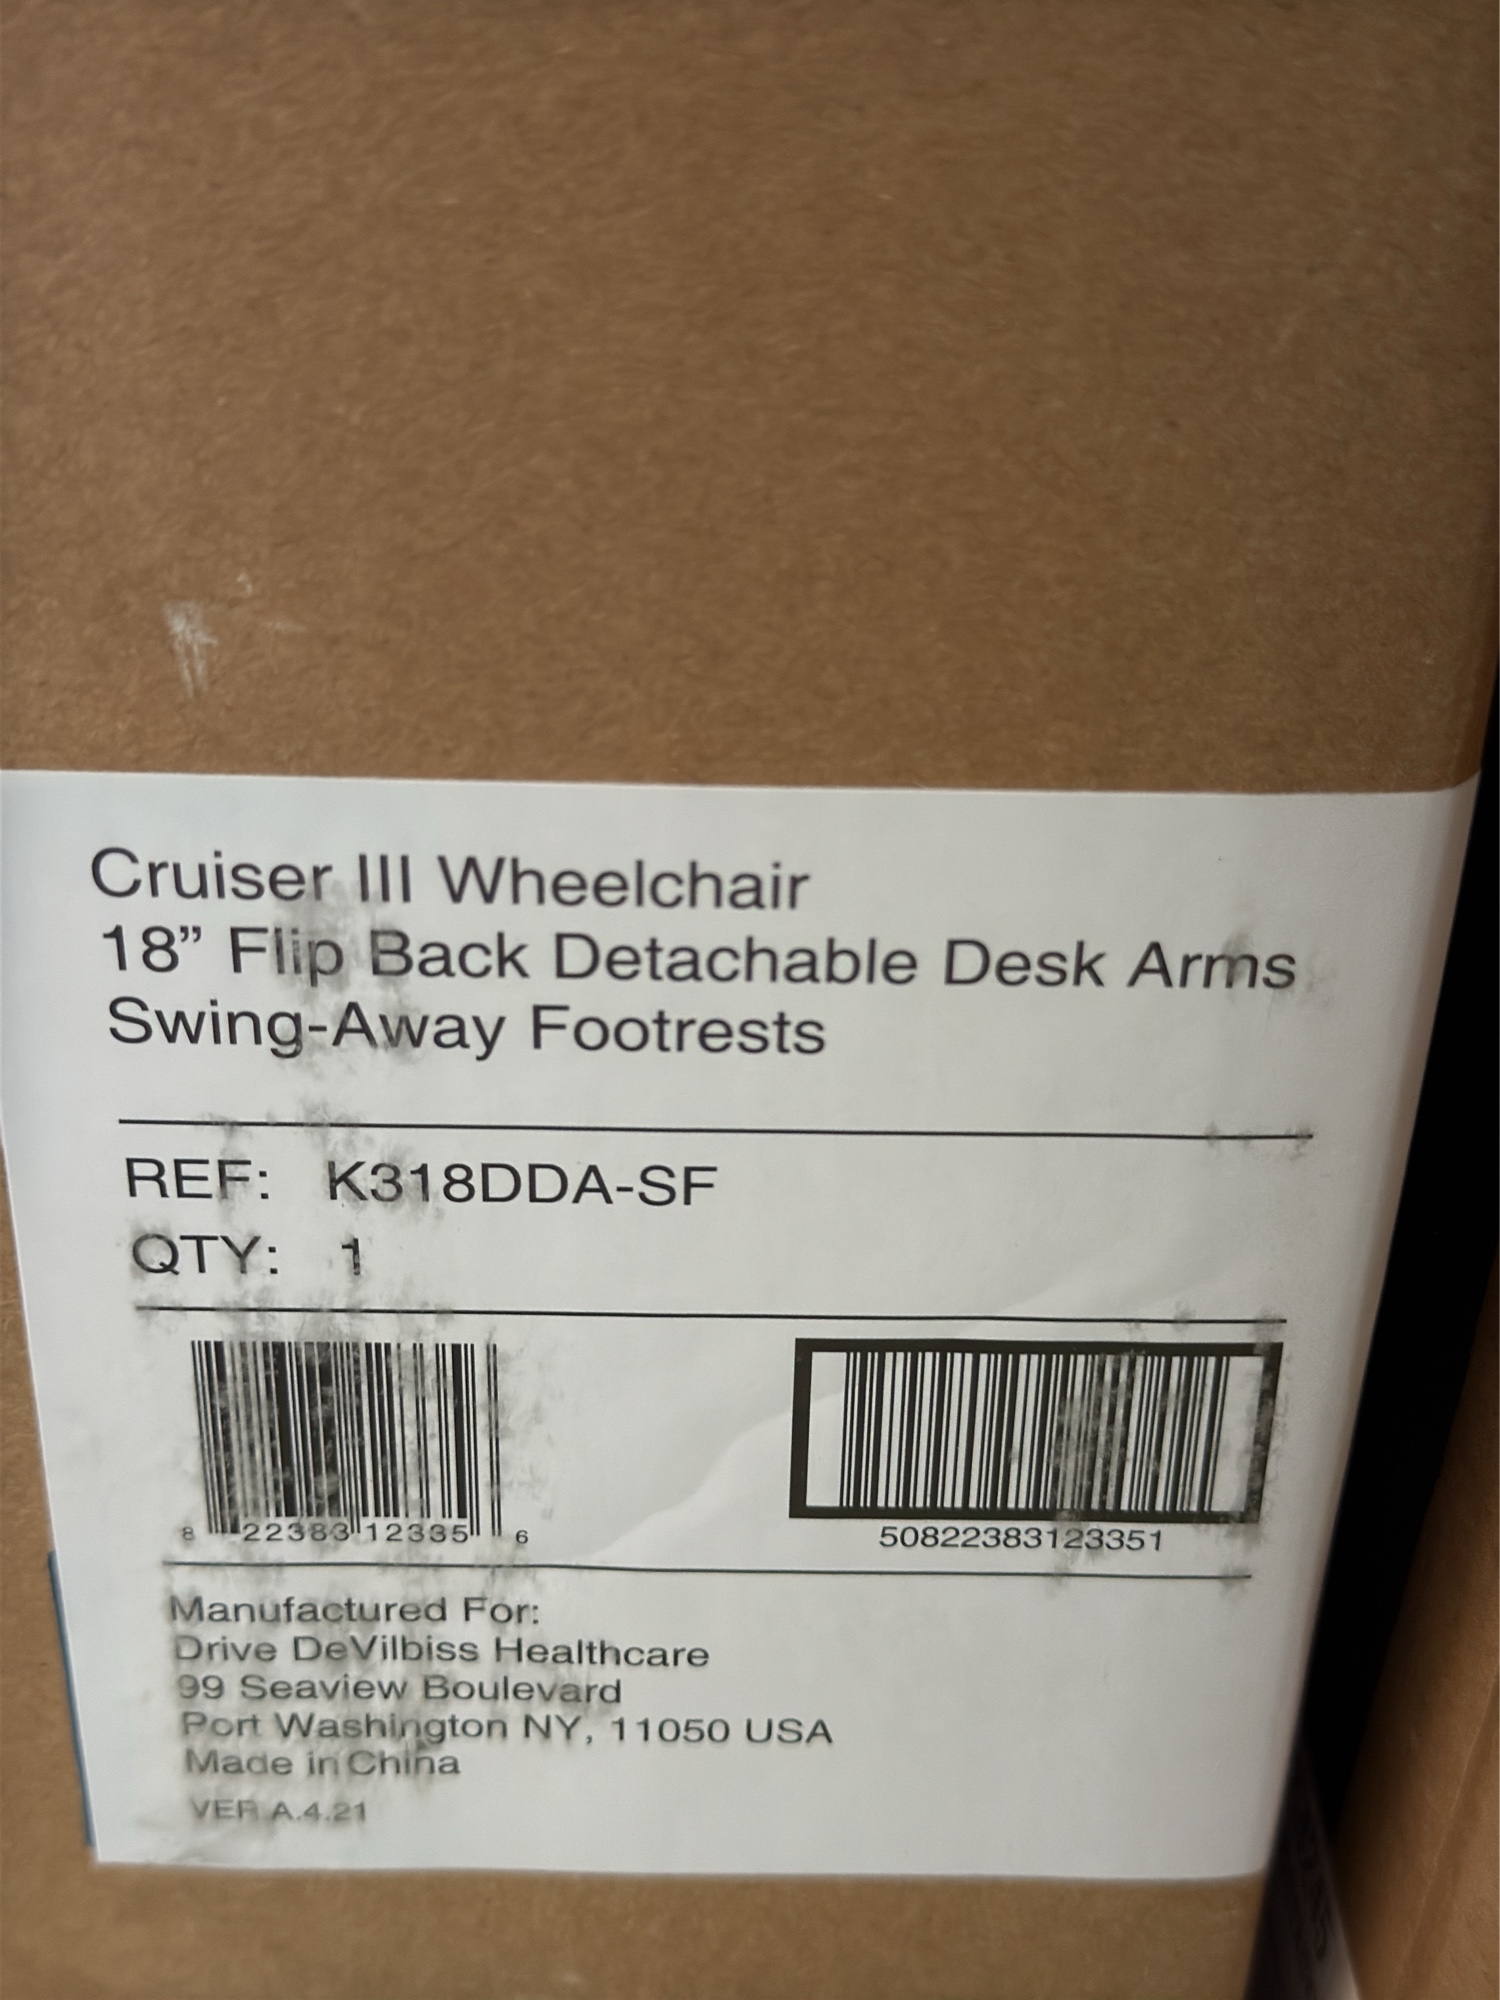 Cruiser III Wheelchair
18” Flip Back Detachable Desk Arms
Swing-Away Footrests
REF: K318DDA-SF
QTY: 1
8 22383 12335 6
50822383123351
Manufactured For:
Drive DeVilbiss Healthcare
99 Seaview Boulevard
Port Washington NY, 11050 USA
Made in China
VER A.4.21